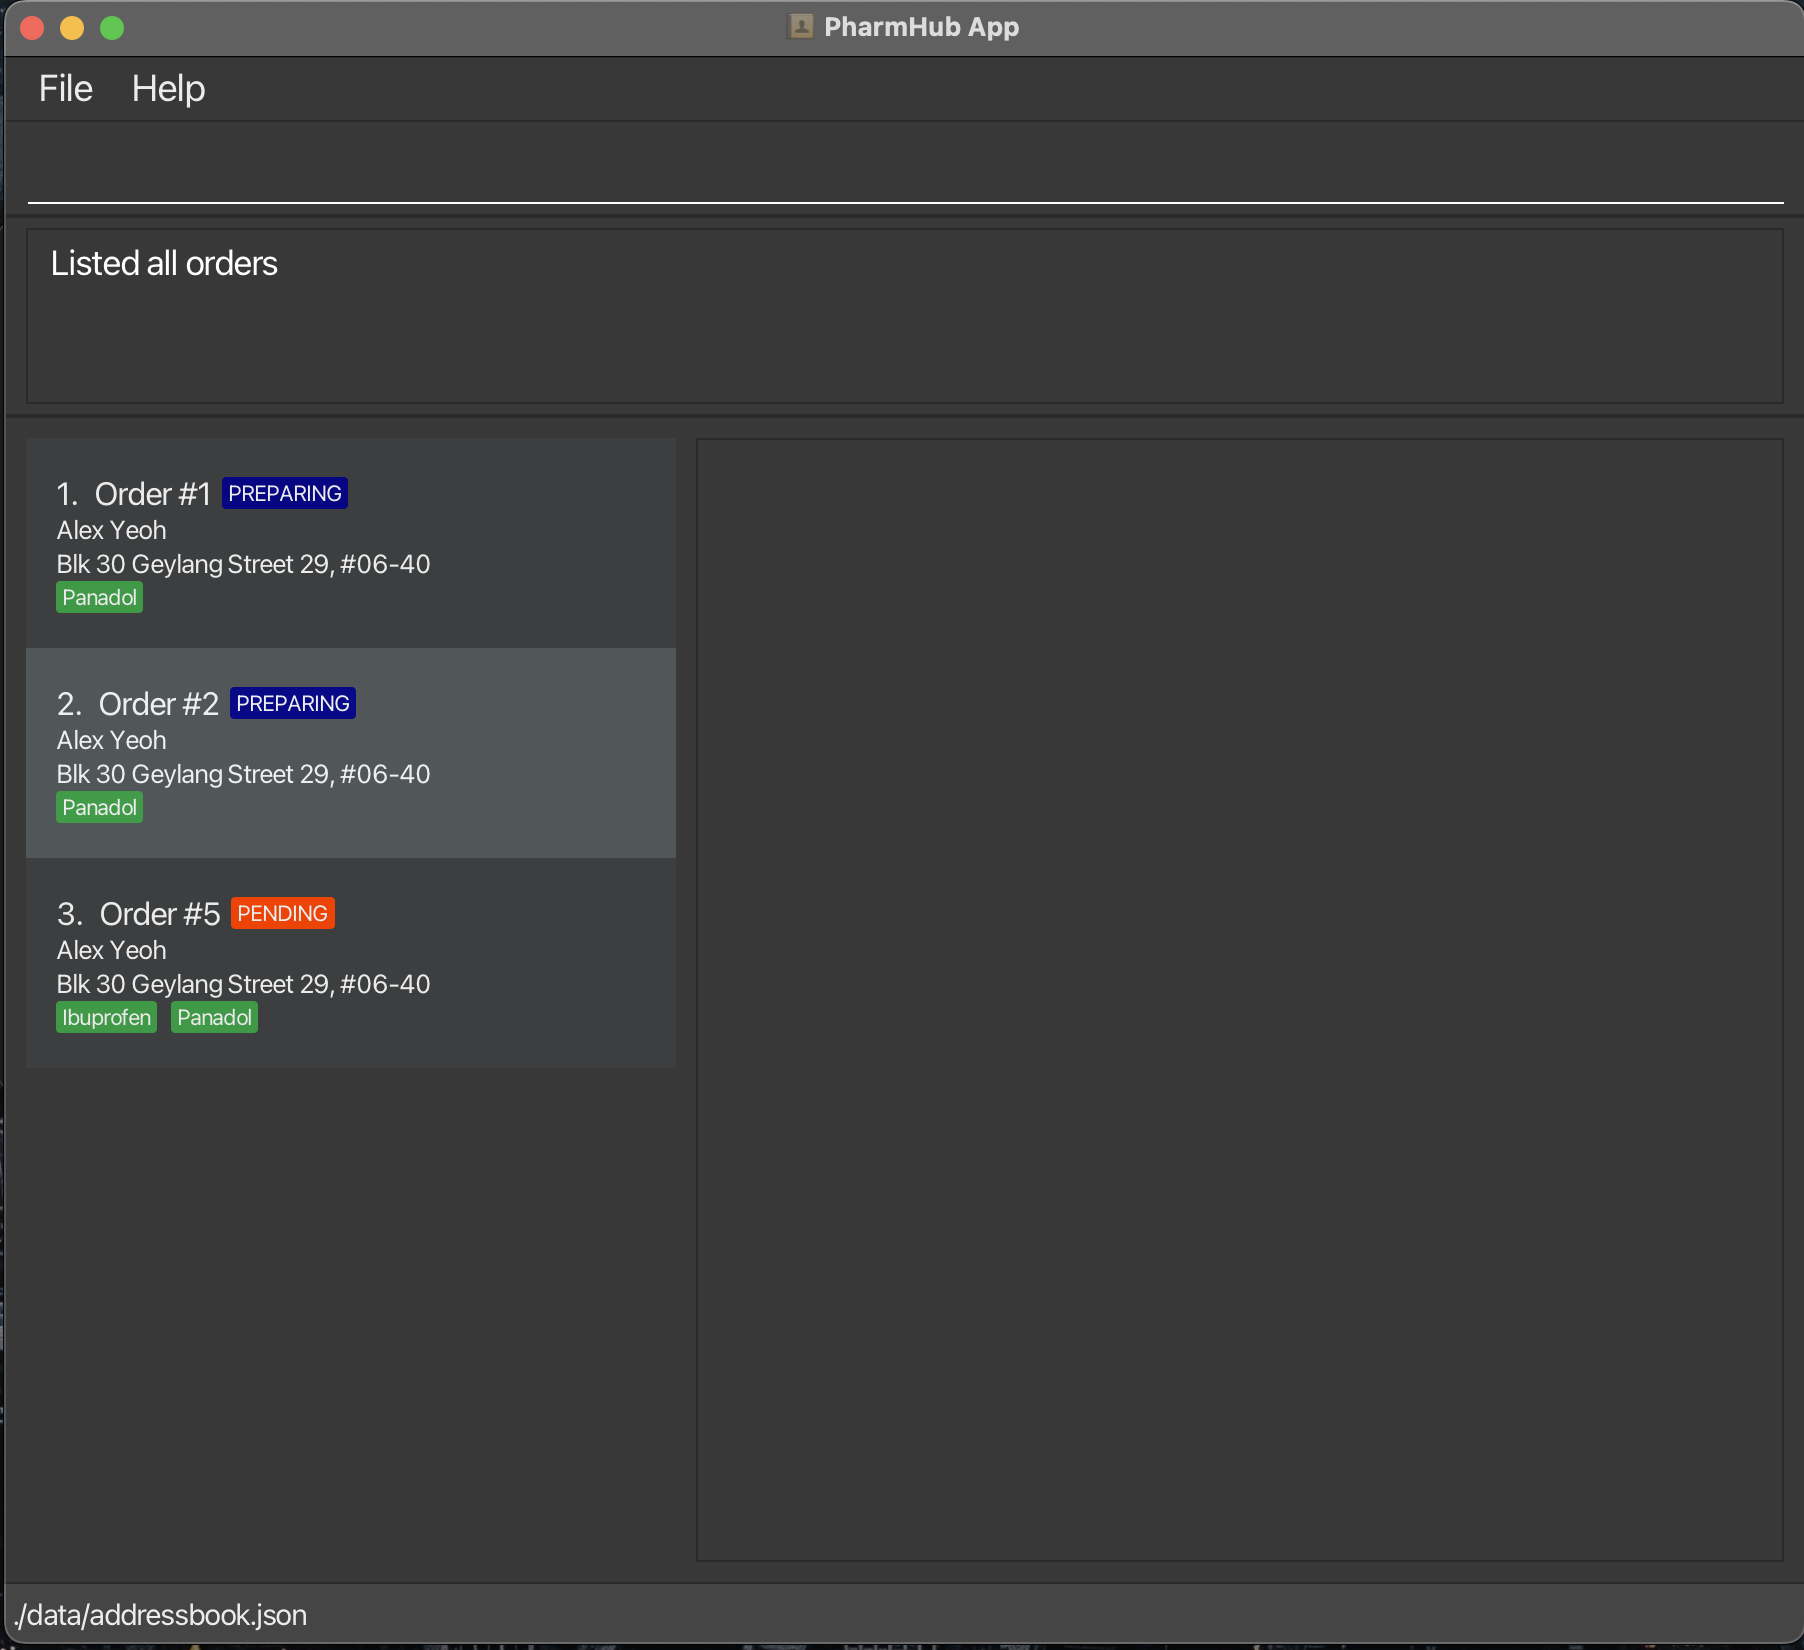 PharmHub App
File Help
Listed all orders
1. Order #1 PREPARING
Alex Yeoh
Blk 30 Geylang Street 29, #06-40
Panadol
2. Order #2 PREPARING
Alex Yeoh
Blk 30 Geylang Street 29, #06-40
Panadol
3. Order #5 PENDING
Alex Yeoh
Blk 30 Geylang Street 29, #06-40
Ibuprofen Panadol
./data/addressbook.json